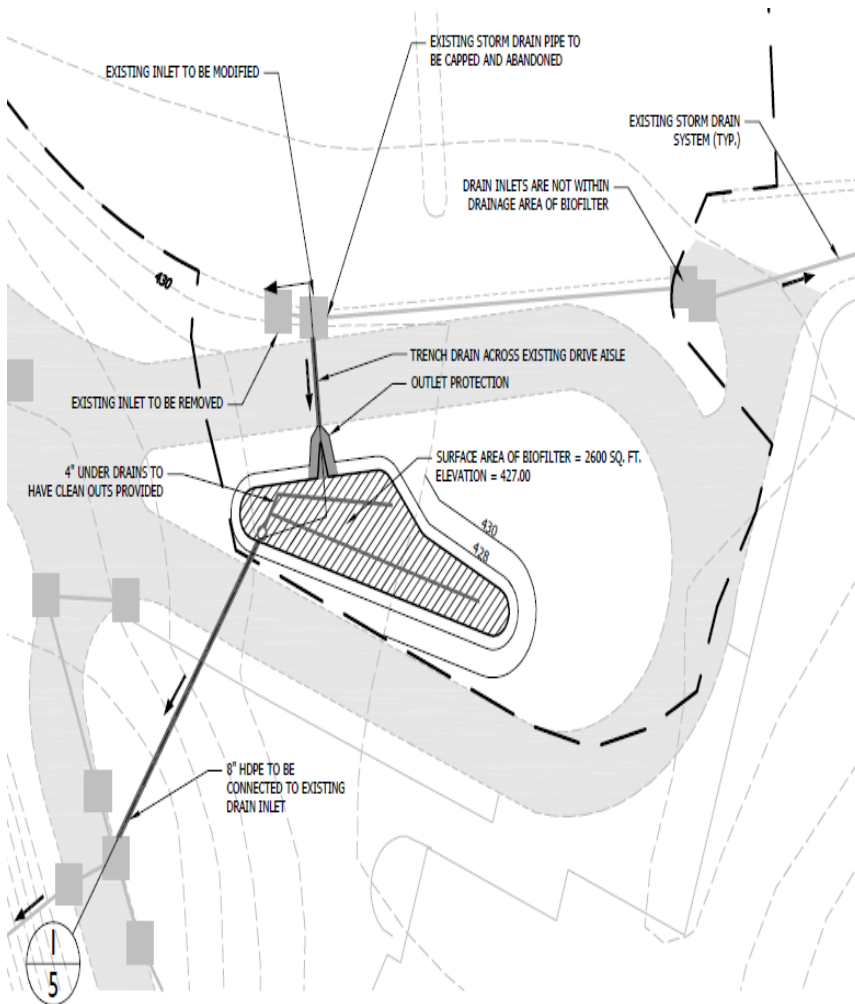 EXISTING STORM DRAIN PIPE TO
BE CAPPED AND ABANDONED
EXISTING INLET TO BE MODIFIED
EXISTING STORM DRAIN
SYSTEM (TYP.)
DRAIN INLETS ARE NOT WITHIN
DRAINAGE AREA OF BIOFILTER
430
TRENCH DRAIN ACROSS EXISTING DRIVE AISLE
OUTLET PROTECTION
EXISTING INLET TO BE REMOVED
SURFACE AREA OF BIOFILTER = 2600 SQ. FT.
ELEVATION = 427.00
4" UNDER DRAINS TO
HAVE CLEAN OUTS PROVIDED
430
428
8" HDPE TO BE
CONNECTED TO EXISTING
DRAIN INLET
I
5